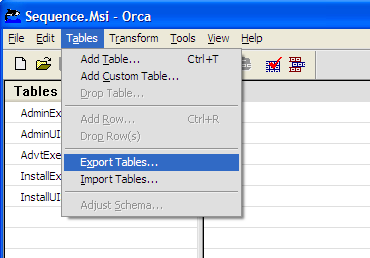 Sequence.Msi - Orca
File Edit Tables Transform Tools View Help
Add Table... Ctrl+T
Add Custom Table...
Drop Table...
Tables
Add Row... Ctrl+R
Drop Row(s)
Export Tables...
Import Tables...
Adjust Schema...
AdminEx
AdminUI
AdvtExe
InstallEx
InstallUI